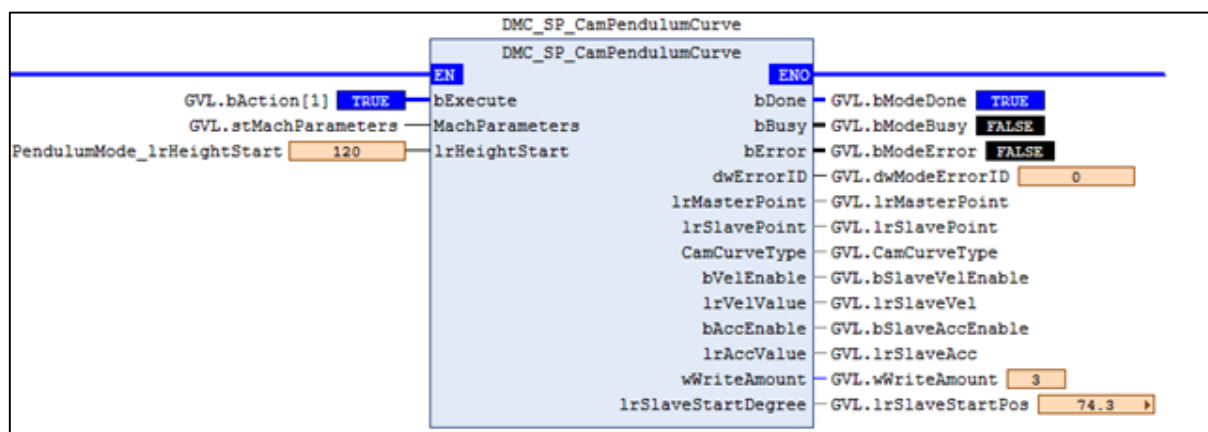 DMC_SP_CamPendulumCurve
DMC_SP_CamPendulumCurve
EN ENO
GVL.bAction[1] TRUE bExecute bDone GVL.bModeDone TRUE
GVL.stMachParameters MachParameters bBusy GVL.bModeBusy FALSE
PendulumMode_lrHeightStart 120 lrHeightStart bError GVL.bModeError FALSE
dwErrorID GVL.dwModeErrorID 0
lrMasterPoint GVL.lrMasterPoint
lrSlavePoint GVL.lrSlavePoint
CamCurveType GVL.CamCurveType
bVelEnable GVL.bSlaveVelEnable
lrVelValue GVL.lrSlaveVel
bAccEnable GVL.bSlaveAccEnable
lrAccValue GVL.lrSlaveAcc
wWriteAmount GVL.wWriteAmount 3
lrSlaveStartDegree GVL.lrSlaveStartPos 74.3